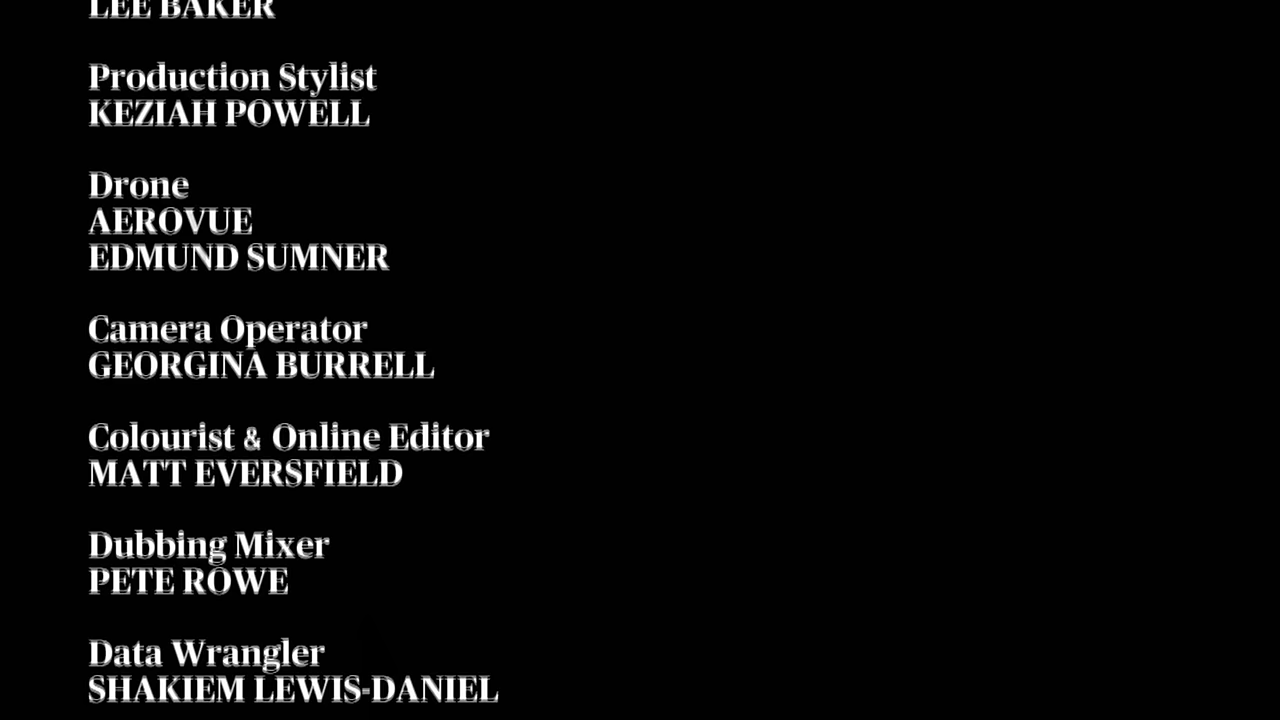 LEE BAKER
Production Stylist
KEZIAH POWELL
Drone
AEROVUE
EDMUND SUMNER
Camera Operator
GEORGINA BURRELL
Colourist & Online Editor
MATT EVERSFIELD
Dubbing Mixer
PETE ROWE
Data Wrangler
SHAKIEM LEWIS-DANIEL